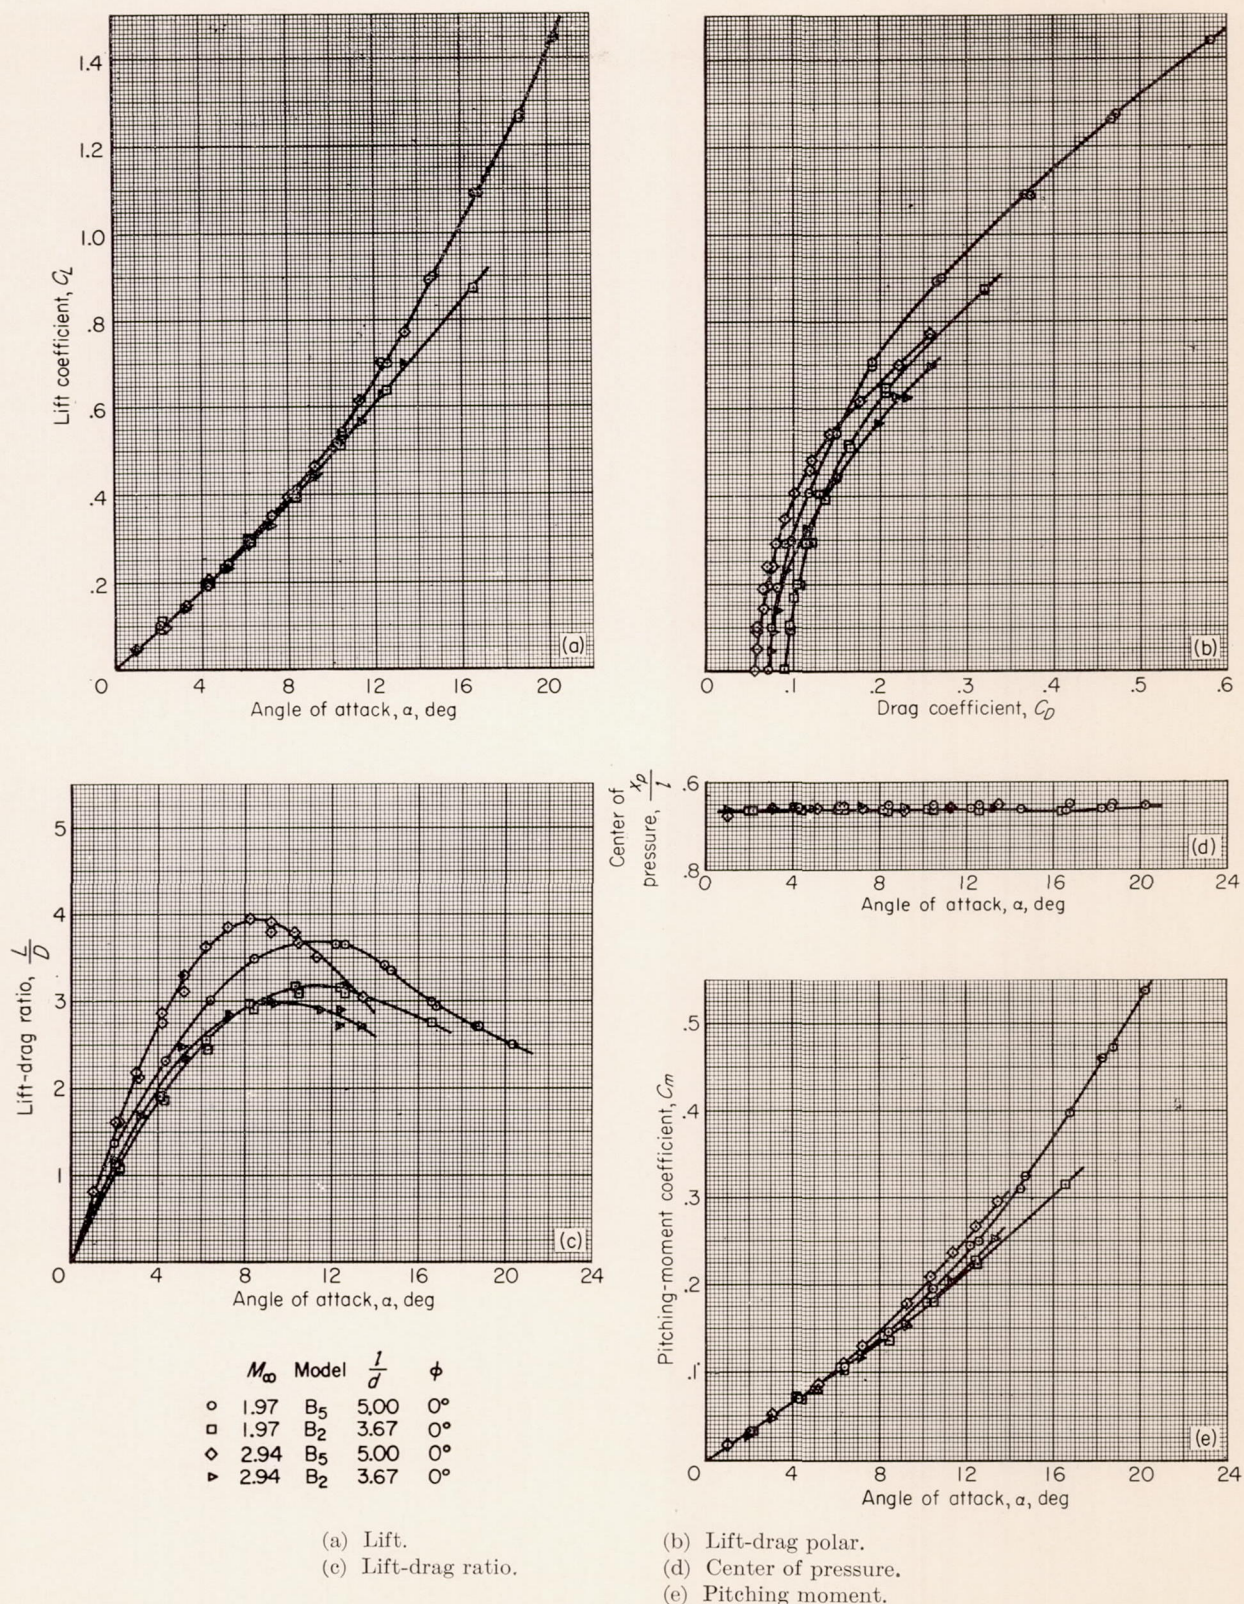 1.4
1.2
1.0
.8
.6
.4
.2
Lift coefficient, C_L
(a)
0 4 8 12 16 20
Angle of attack, α, deg
(b)
0 .1 .2 .3 .4 .5 .6
Drag coefficient, C_D
5
4
3
2
1
Lift-drag ratio, L/D
(c)
0 4 8 12 16 20 24
Angle of attack, α, deg
Center of
pressure, x_p/l
.6
.8
(d)
0 4 8 12 16 20 24
Angle of attack, α, deg
.5
.4
.3
.2
.1
0
Pitching-moment coefficient, C_m
(e)
0 4 8 12 16 20 24
Angle of attack, α, deg
M∞ Model l/d φ
○ 1.97 B₅ 5.00 0°
□ 1.97 B₂ 3.67 0°
◇ 2.94 B₅ 5.00 0°
▹ 2.94 B₂ 3.67 0°
(a) Lift.
(c) Lift-drag ratio.
(b) Lift-drag polar.
(d) Center of pressure.
(e) Pitching moment.